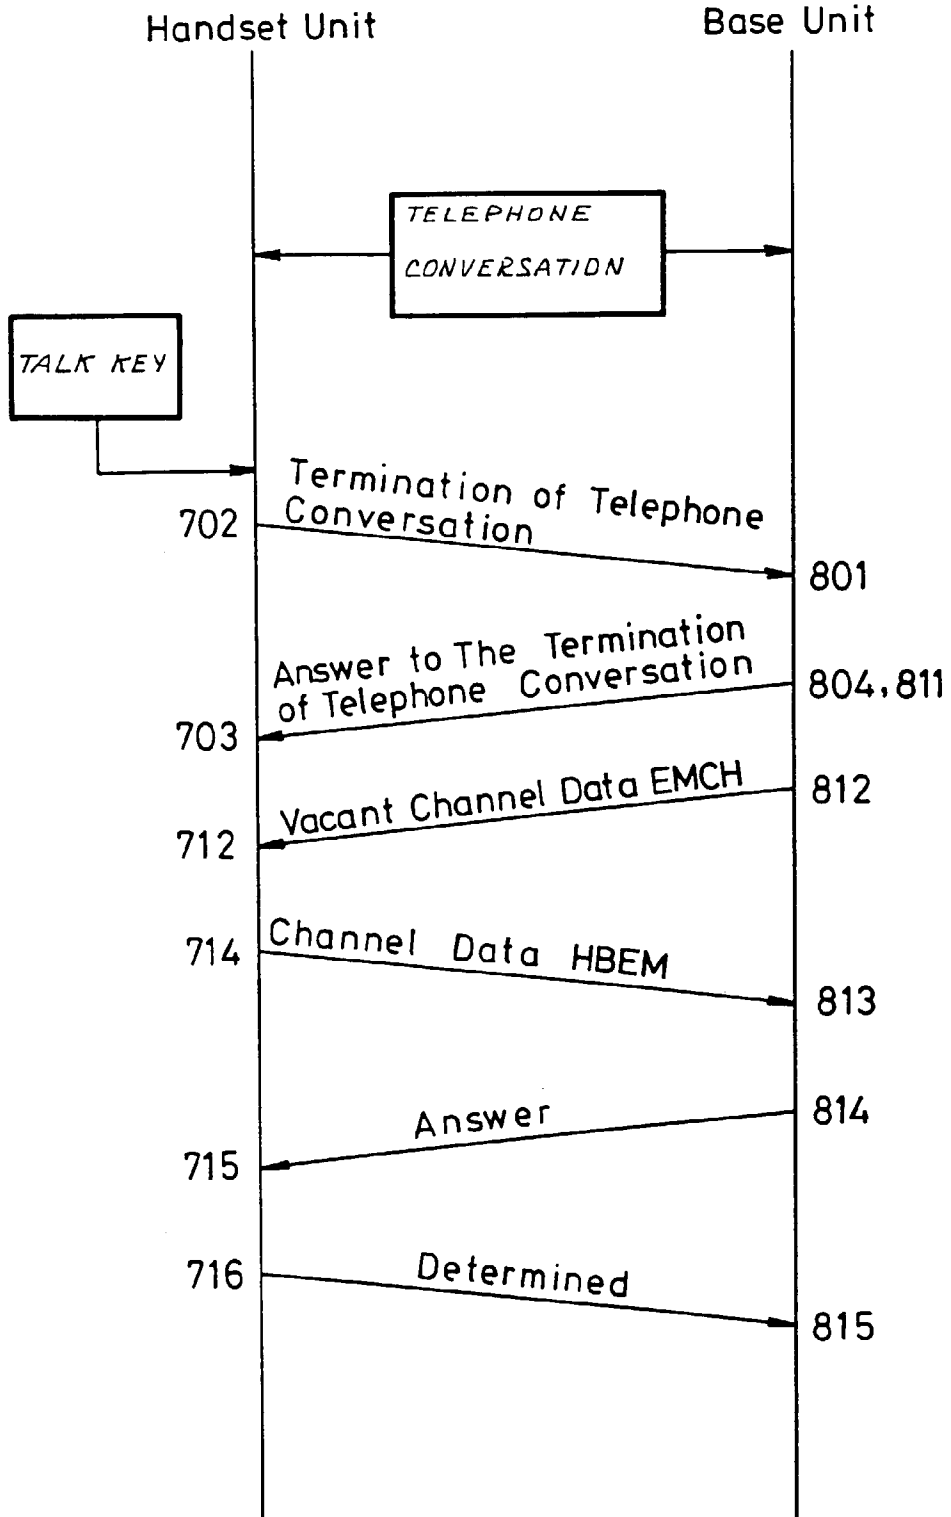 Handset Unit
Base Unit
TELEPHONE
CONVERSATION
TALK KEY
Termination of Telephone
Conversation
702
801
Answer to The Termination
of Telephone Conversation
804,811
703
Vacant Channel Data EMCH
812
712
Channel Data HBEM
714
813
Answer
814
715
Determined
716
815